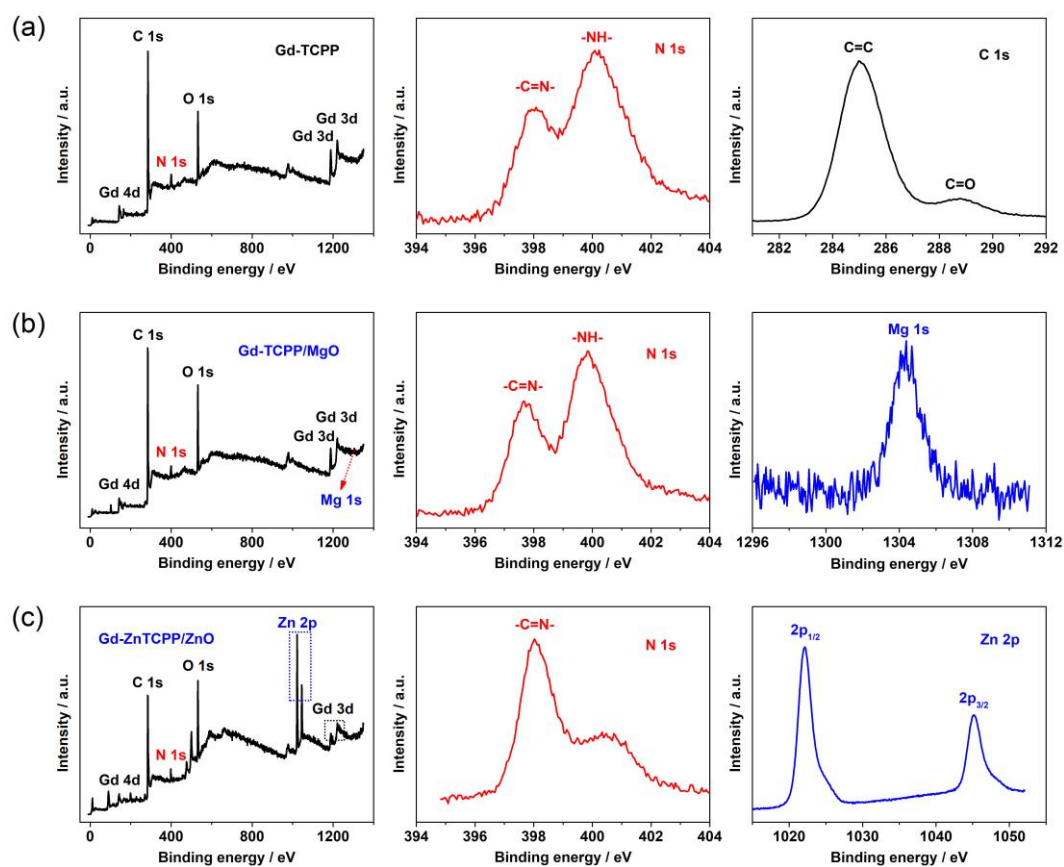 (a)
C 1s
Gd-TCPP
O 1s
Gd 3d
Gd 3d
N 1s
Gd 4d
Intensity / a.u.
0 400 800 1200
Binding energy / eV
-NH-
N 1s
-C=N-
Intensity / a.u.
394 396 398 400 402 404
Binding energy / eV
C=C
C 1s
C=O
Intensity / a.u.
282 284 286 288 290 292
Binding energy / eV
(b)
C 1s
Gd-TCPP/MgO
O 1s
Gd 3d
Gd 3d
N 1s
Gd 4d
Mg 1s
Intensity / a.u.
0 400 800 1200
Binding energy / eV
-NH-
N 1s
-C=N-
Intensity / a.u.
394 396 398 400 402 404
Binding energy / eV
Mg 1s
Intensity / a.u.
1296 1300 1304 1308 1312
Binding energy / eV
(c)
Zn 2p
Gd-ZnTCPP/ZnO
O 1s
C 1s
Gd 3d
N 1s
Gd 4d
Intensity / a.u.
0 400 800 1200
Binding energy / eV
-C=N-
N 1s
Intensity / a.u.
394 396 398 400 402 404
Binding energy / eV
2p1/2
Zn 2p
2p3/2
Intensity / a.u.
1020 1030 1040 1050
Binding energy / eV